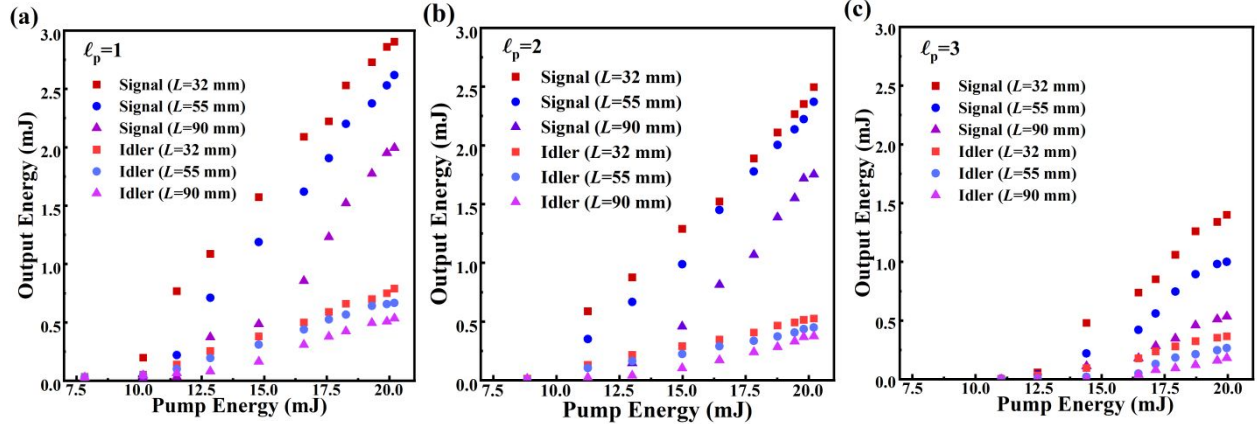 (a)
ℓp=1
Signal (L=32 mm)
Signal (L=55 mm)
Signal (L=90 mm)
Idler (L=32 mm)
Idler (L=55 mm)
Idler (L=90 mm)
Output Energy (mJ)
3.0
2.5
2.0
1.5
1.0
0.5
0.0
7.5
10.0
12.5
15.0
17.5
20.0
Pump Energy (mJ)
(b)
ℓp=2
Signal (L=32 mm)
Signal (L=55 mm)
Signal (L=90 mm)
Idler (L=32 mm)
Idler (L=55 mm)
Idler (L=90 mm)
Output Energy (mJ)
3.0
2.5
2.0
1.5
1.0
0.5
0.0
7.5
10.0
12.5
15.0
17.5
20.0
Pump Energy (mJ)
(c)
ℓp=3
Signal (L=32 mm)
Signal (L=55 mm)
Signal (L=90 mm)
Idler (L=32 mm)
Idler (L=55 mm)
Idler (L=90 mm)
Output Energy (mJ)
3.0
2.5
2.0
1.5
1.0
0.5
0.0
7.5
10.0
12.5
15.0
17.5
20.0
Pump Energy (mJ)